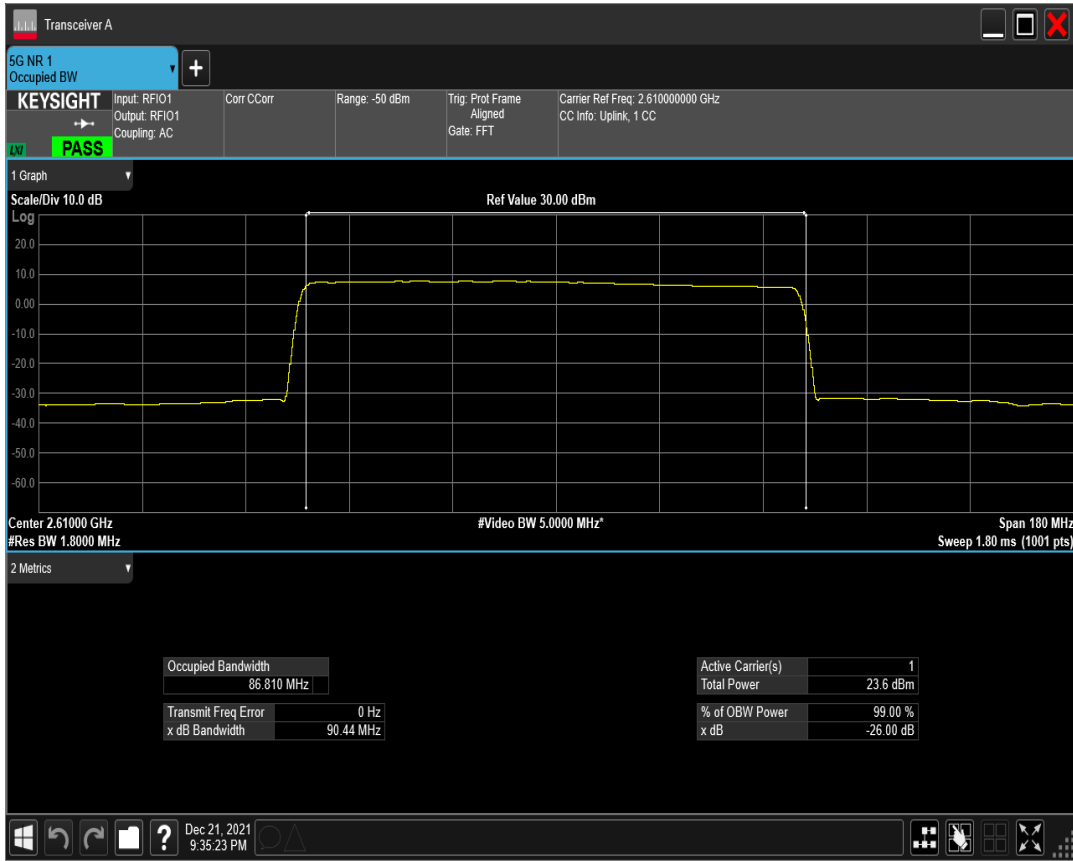 Transceiver A
5G NR 1
Occupied BW
+
KEYSIGHT
LXI
PASS
Input: RFIO1
Output: RFIO1
Coupling: AC
Corr CCorr
Range: -50 dBm
Trig: Prot Frame
Aligned
Gate: FFT
Carrier Ref Freq: 2.610000000 GHz
CC Info: Uplink, 1 CC
1 Graph
Scale/Div 10.0 dB
Ref Value 30.00 dBm
Log
20.0
10.0
0.00
-10.0
-20.0
-30.0
-40.0
-50.0
-60.0
Center 2.61000 GHz
#Video BW 5.0000 MHz*
Span 180 MHz
#Res BW 1.8000 MHz
Sweep 1.80 ms (1001 pts)
2 Metrics
Occupied Bandwidth
86.810 MHz
Transmit Freq Error 0 Hz
x dB Bandwidth 90.44 MHz
Active Carrier(s) 1
Total Power 23.6 dBm
% of OBW Power 99.00 %
x dB -26.00 dB
?
Dec 21, 2021
9:35:23 PM